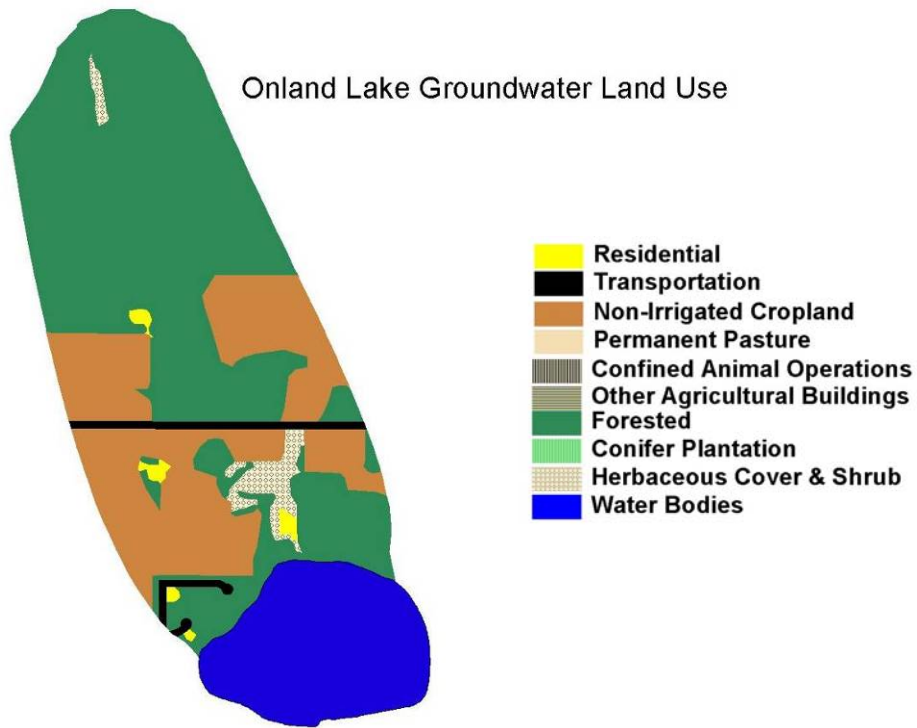 Onland Lake Groundwater Land Use
Residential
Transportation
Non-Irrigated Cropland
Permanent Pasture
Confined Animal Operations
Other Agricultural Buildings
Forested
Conifer Plantation
Herbaceous Cover & Shrub
Water Bodies